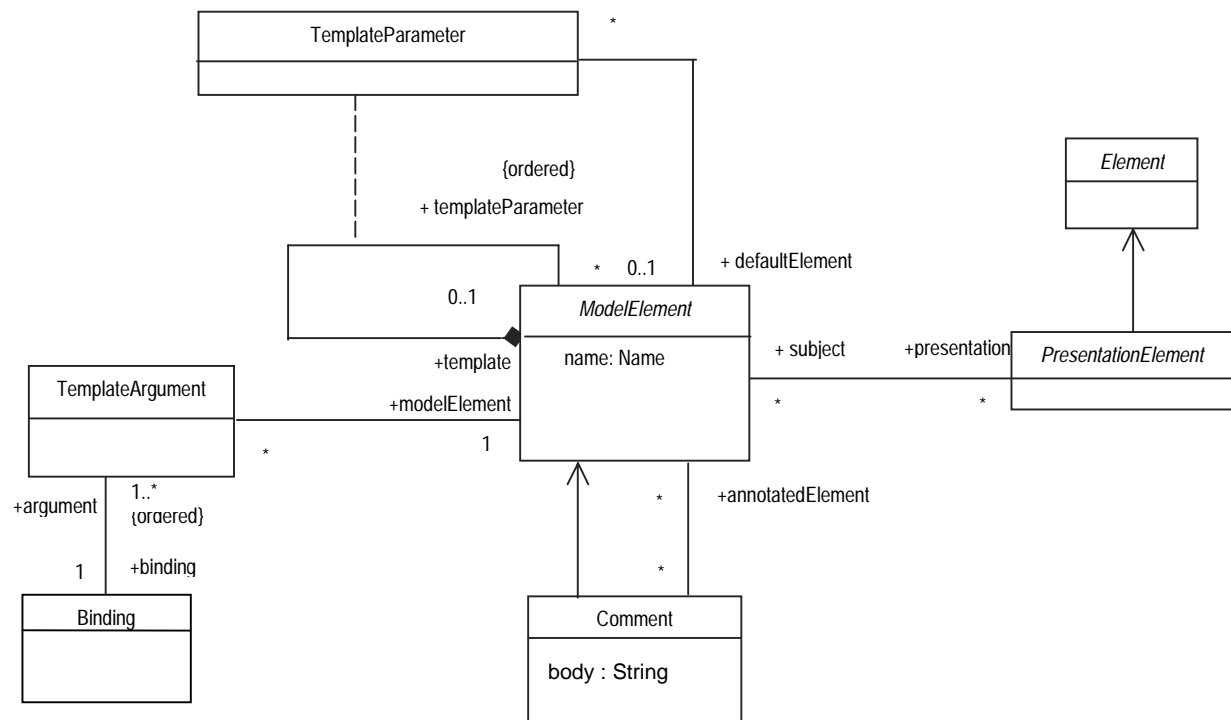 *
TemplateParameter
Element
{ordered}
+ templateParameter
+ defaultElement
* 0..1
0..1
ModelElement
+ subject
+presentation
PresentationElement
name: Name
+template
TemplateArgument
+modelElement
*
*
1
*
+argument
1..*
{ordered}
*
+annotatedElement
+binding
1
*
Binding
Comment
body : String